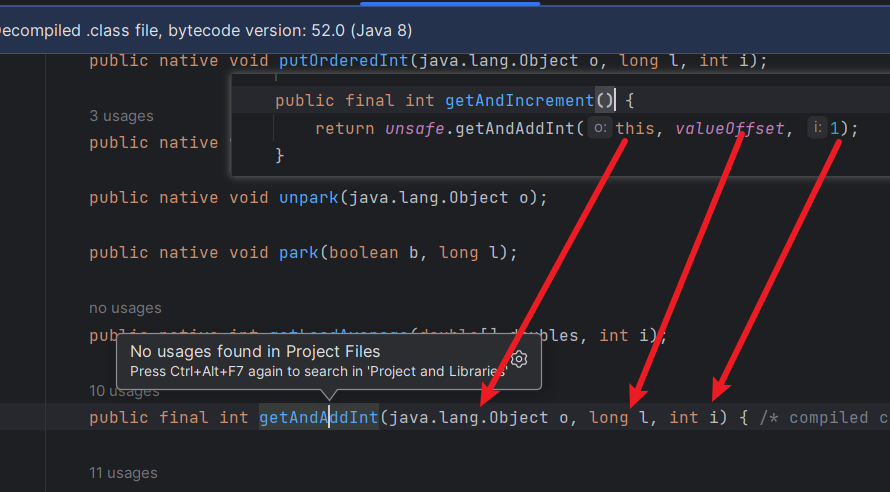 Decompiled .class file, bytecode version: 52.0 (Java 8)
public native void putOrderedInt(java.lang.Object o, long l, int i);
public final int getAndIncrement() {
3 usages
return unsafe.getAndAddInt( o: this, valueOffset, i: 1);
public native v
}
public native void unpark(java.lang.Object o);
public native void park(boolean b, long l);
no usages
public native int getLoadAverage(double[] doubles, int i);
No usages found in Project Files
Press Ctrl+Alt+F7 again to search in 'Project and Libraries'
10 usages
public final int getAndAddInt(java.lang.Object o, long l, int i) { /* compiled c
11 usages